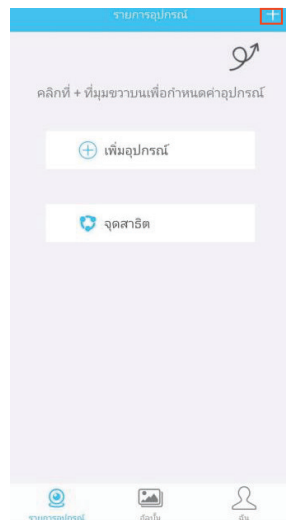 รายการอุปกรณ์ +
คลิกที่ + ที่มุมขวาบนเพื่อกำหนดค่าอุปกรณ์
เพิ่มอุปกรณ์
จุดสาธิต
รายการอุปกรณ์ อัลบั้ม ฉัน